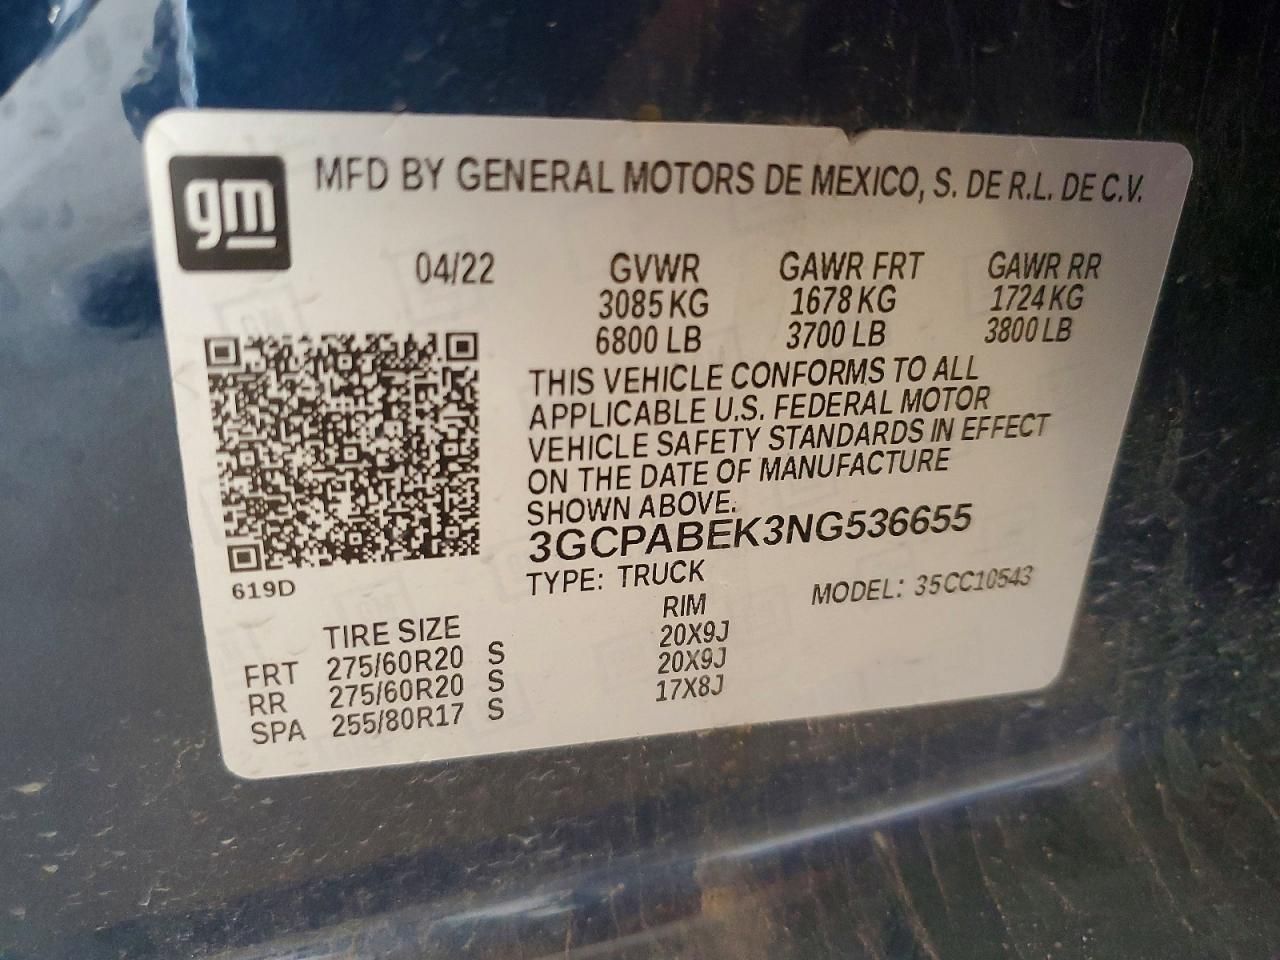 gm
MFD BY GENERAL MOTORS DE MEXICO, S. DE R.L. DE C.V.
04/22 GVWR GAWR FRT GAWR RR
3085 KG 1678 KG 1724 KG
6800 LB 3700 LB 3800 LB
THIS VEHICLE CONFORMS TO ALL
APPLICABLE U.S. FEDERAL MOTOR
VEHICLE SAFETY STANDARDS IN EFFECT
ON THE DATE OF MANUFACTURE
SHOWN ABOVE.
3GCPABEK3NG536655
619D
TYPE: TRUCK MODEL: 35CC10543
TIRE SIZE RIM
FRT 275/60R20 S 20X9J
RR 275/60R20 S 20X9J
SPA 255/80R17 S 17X8J